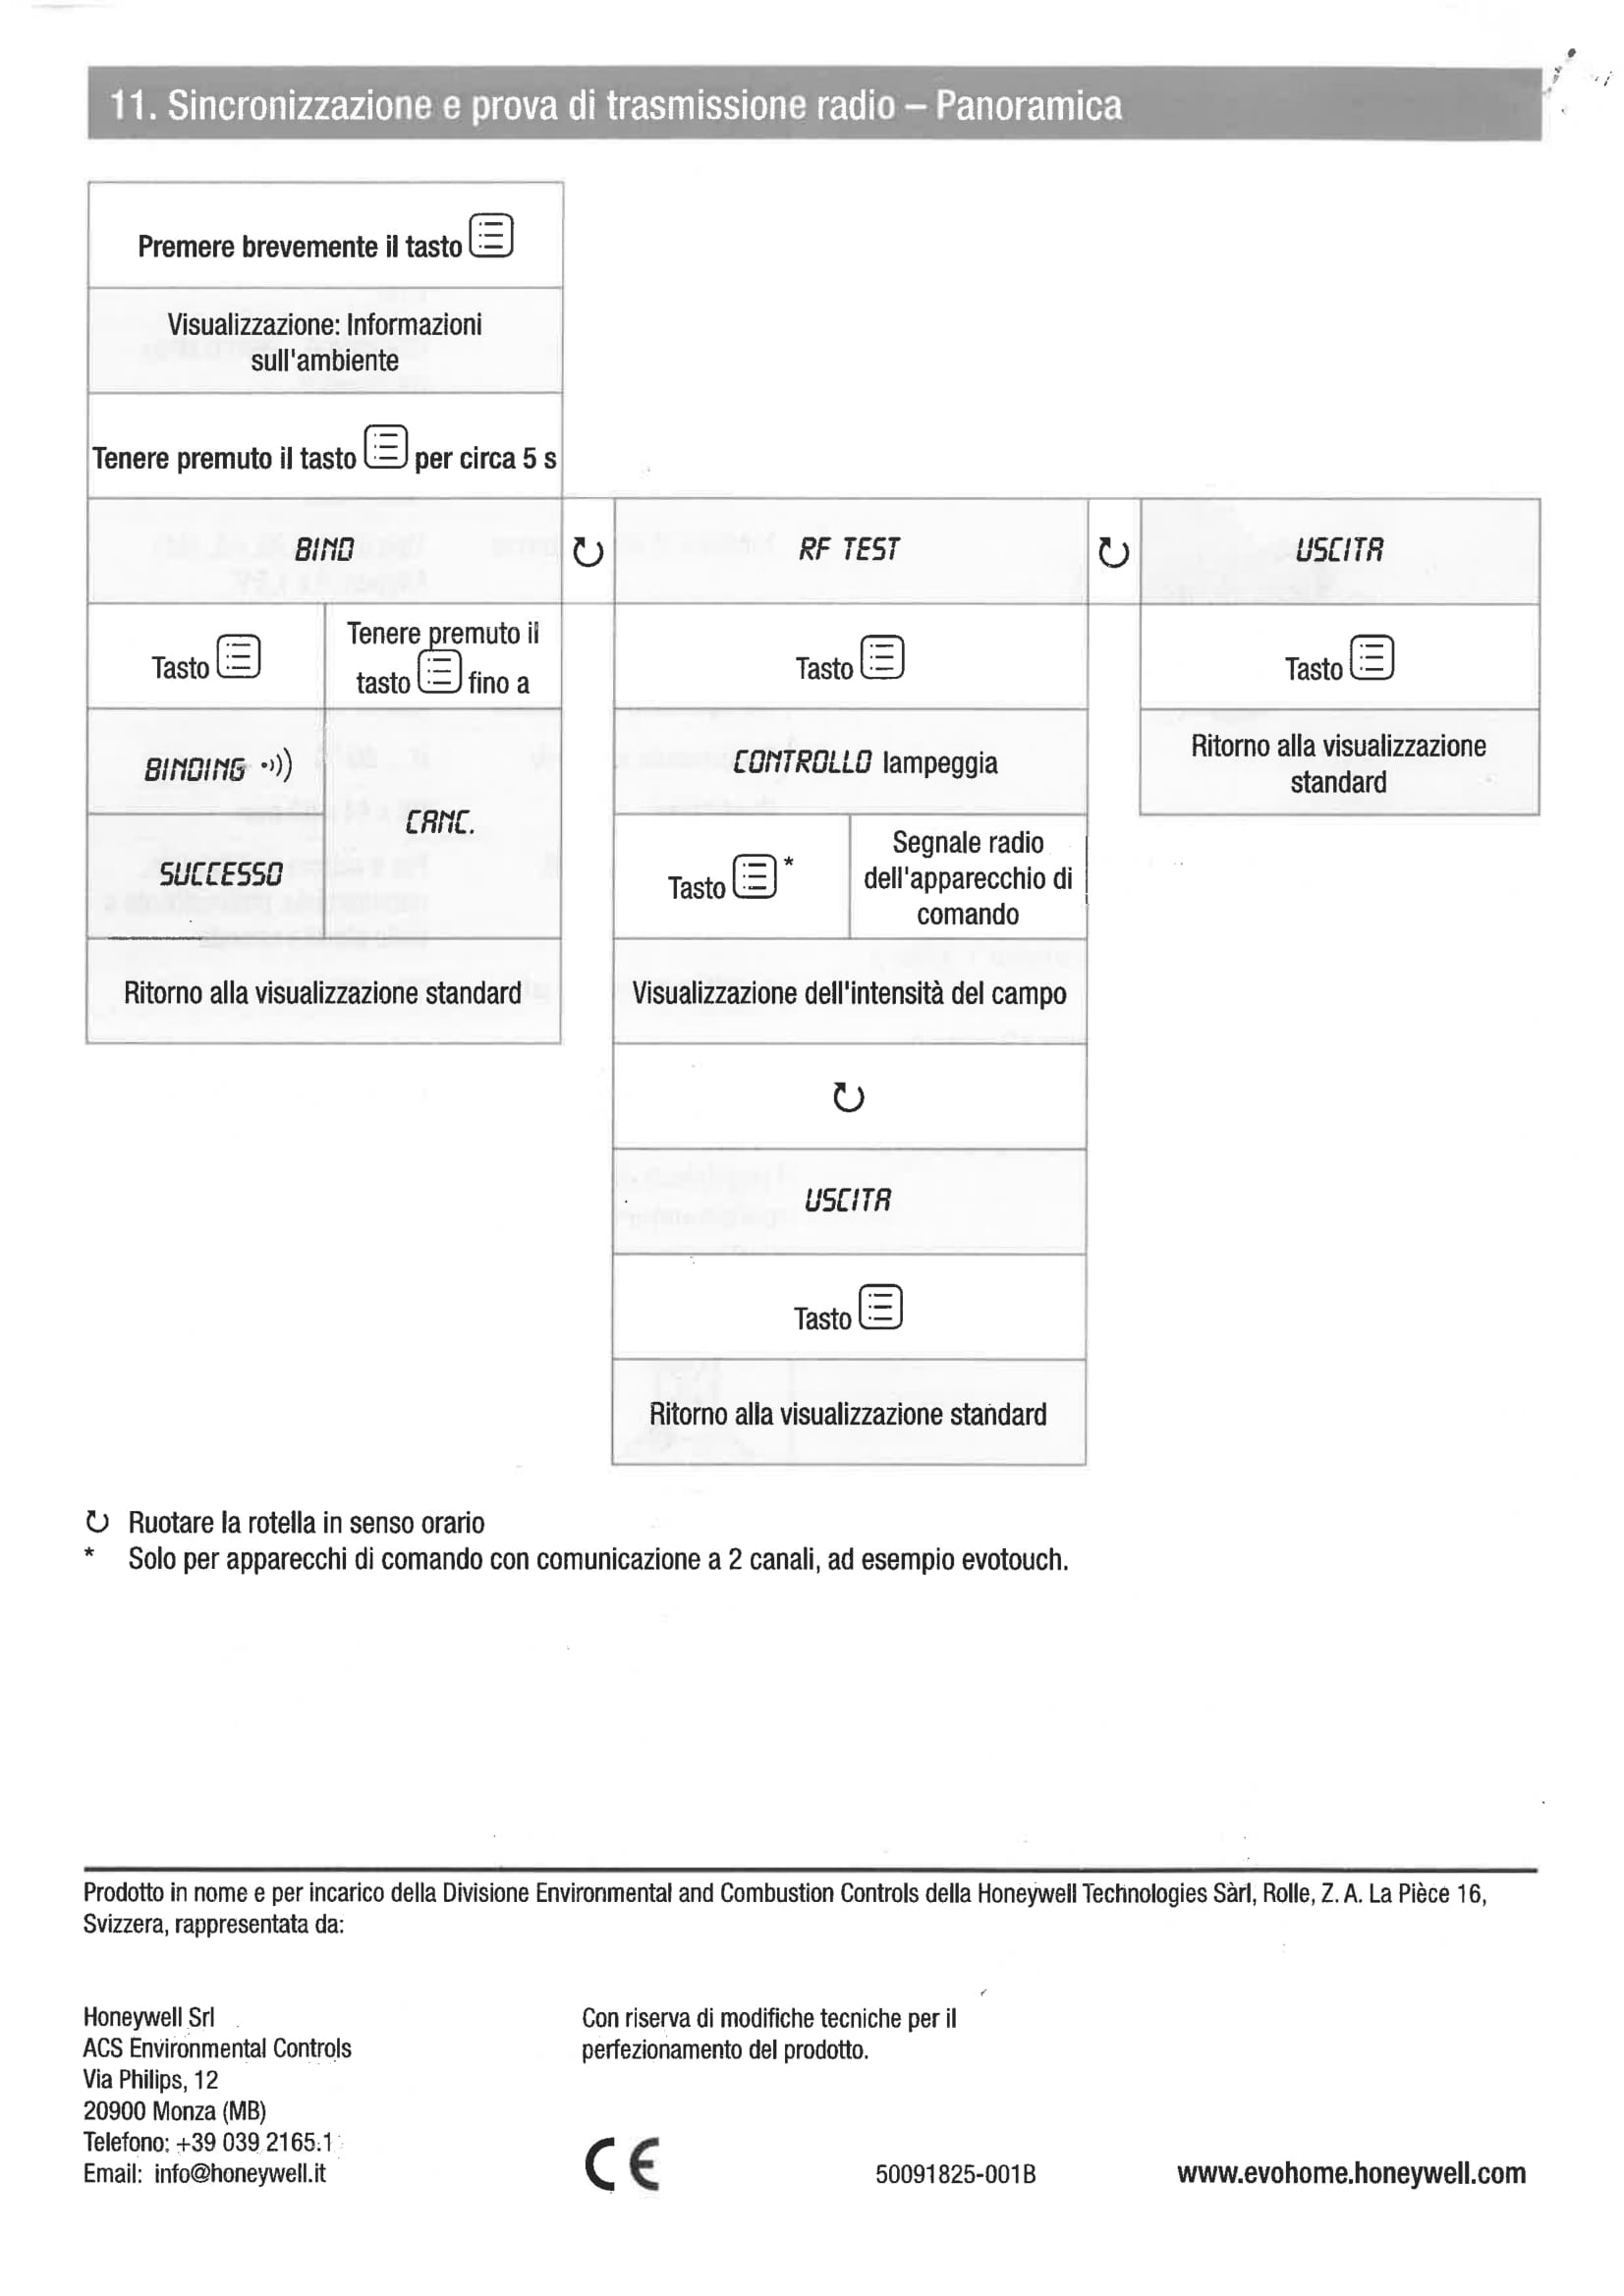 11. Sincronizzazione e prova di trasmissione radio – Panoramica
Premere brevemente il tasto
Visualizzazione: Informazioni
sull'ambiente
Tenere premuto il tasto per circa 5 s
BIND
RF TEST
USCITA
Tasto
Tenere premuto il
tasto fino a
Tasto
Tasto
BINDING
CANC.
CONTROLLO lampeggia
Ritorno alla visualizzazione
standard
SUCCESSO
Tasto *
Segnale radio
dell'apparecchio di
comando
Ritorno alla visualizzazione standard
Visualizzazione dell'intensità del campo
USCITA
Tasto
Ritorno alla visualizzazione standard
↻ Ruotare la rotella in senso orario
* Solo per apparecchi di comando con comunicazione a 2 canali, ad esempio evotouch.
Prodotto in nome e per incarico della Divisione Environmental and Combustion Controls della Honeywell Technologies Sàrl, Rolle, Z. A. La Pièce 16,
Svizzera, rappresentata da:
Honeywell Srl
ACS Environmental Controls
Via Philips, 12
20900 Monza (MB)
Telefono: +39 039 2165.1
Email: info@honeywell.it
Con riserva di modifiche tecniche per il
perfezionamento del prodotto.
CE
50091825-001B
www.evohome.honeywell.com